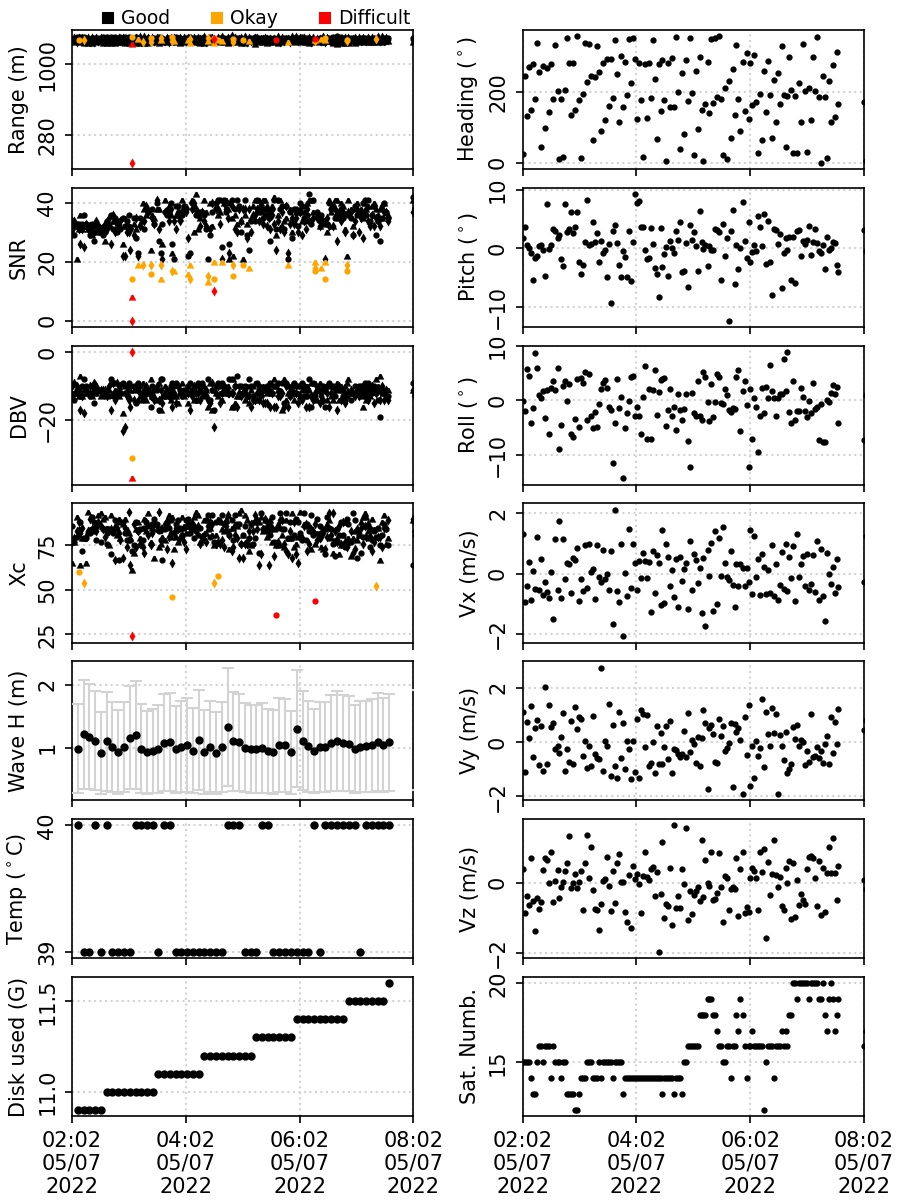 Good Okay Difficult
Range (m)
1000
280
Heading (°)
200
0
SNR
40
20
0
Pitch (°)
10
0
−10
DBV
0
−20
Roll (°)
10
0
−10
Xc
75
50
25
Vx (m/s)
2
0
−2
Wave H (m)
2
1
Vy (m/s)
2
0
−2
Temp (°C)
40
39
Vz (m/s)
0
−2
Disk used (G)
11.5
11.0
Sat. Numb.
20
15
02:02 04:02 06:02 08:02 02:02 04:02 06:02 08:02
05/07 05/07 05/07 05/07 05/07 05/07 05/07 05/07
2022 2022 2022 2022 2022 2022 2022 2022